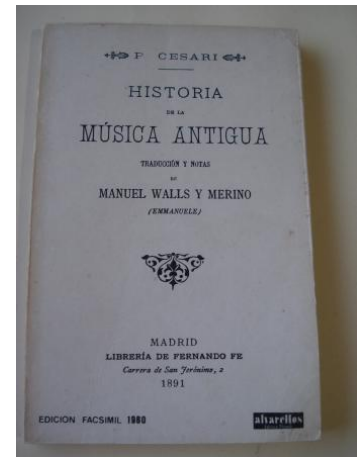 P CESARI
HISTORIA
DE LA
MÚSICA ANTIGUA
TRADUCCIÓN Y NOTAS
DE
MANUEL WALLS Y MERINO
(EMMANUELE)
MADRID
LIBRERÍA DE FERNANDO FE
Carrera de San Jerónimo, 2
1891
EDICION FACSIMIL 1980
alvarellos